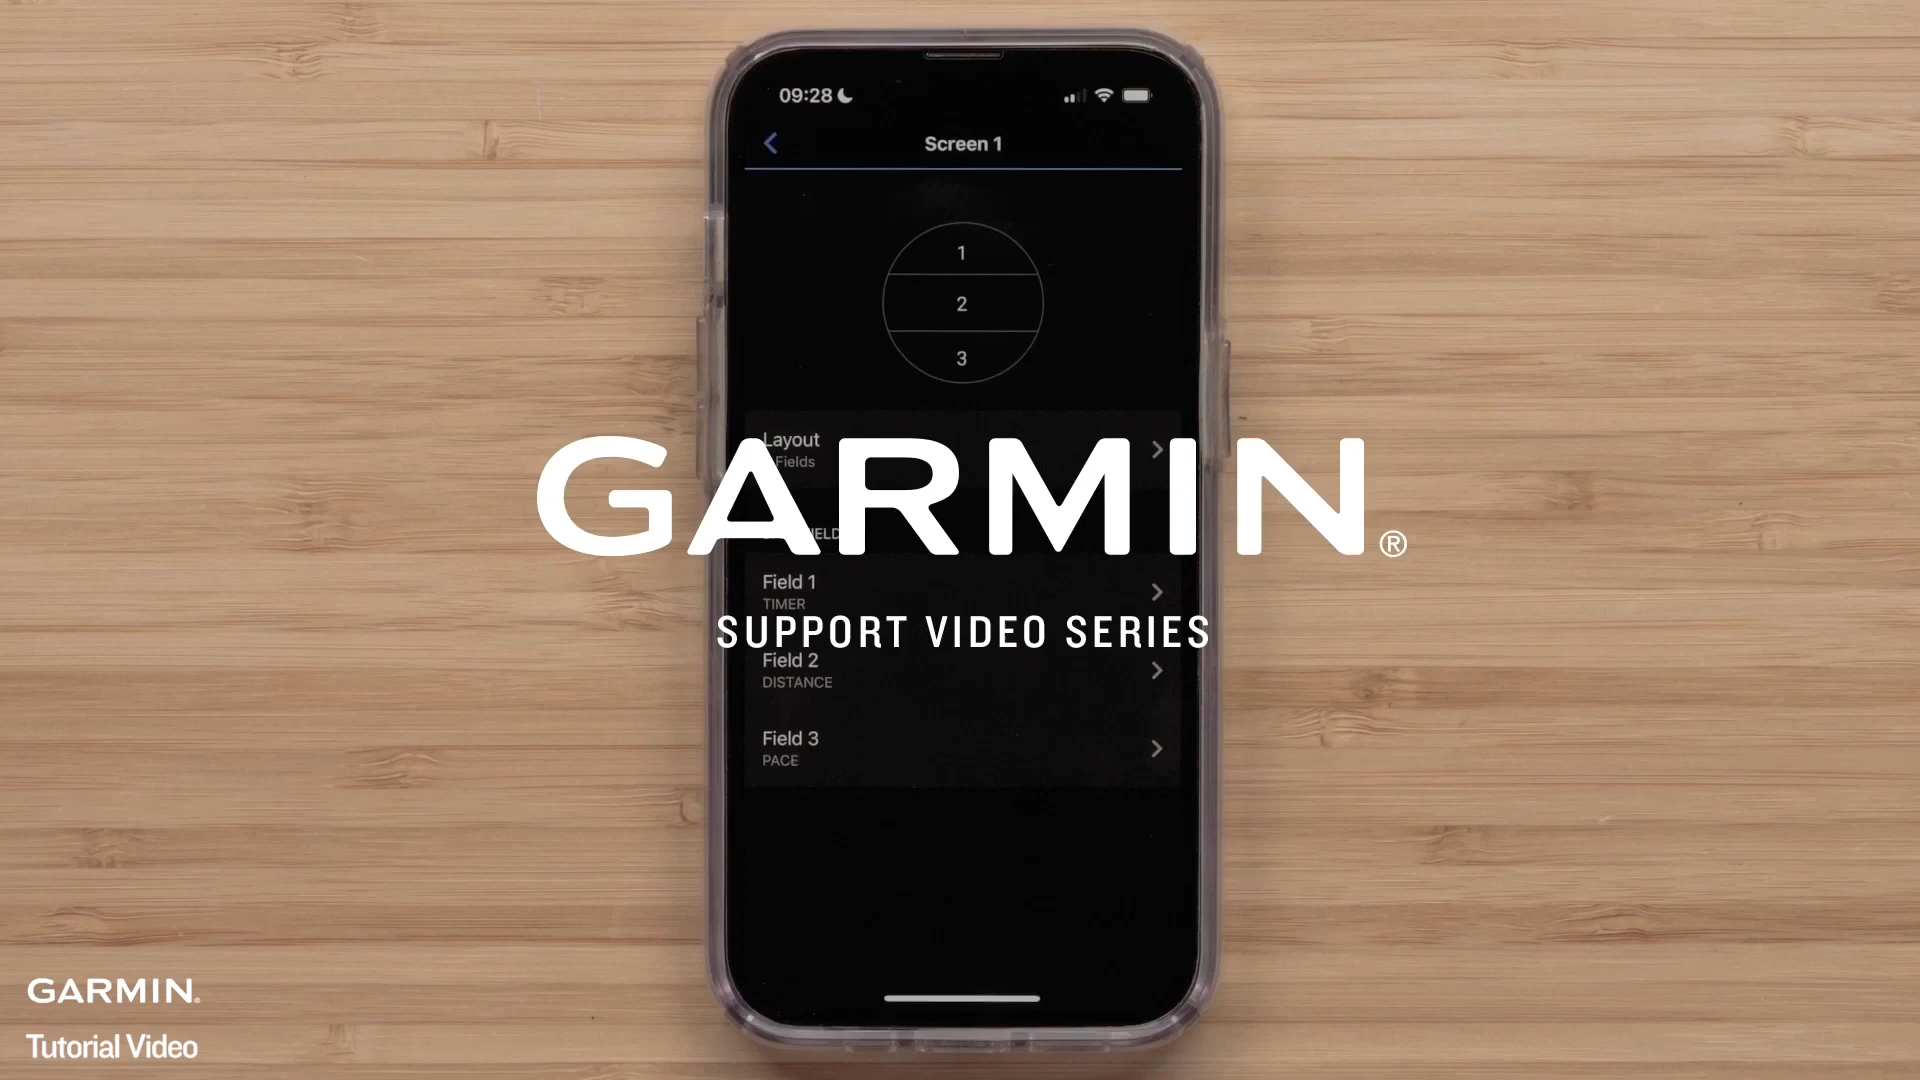 09:28
Screen 1
1
2
3
Layout
Fields
GARMIN®
Field 1
TIMER
SUPPORT VIDEO SERIES
Field 2
DISTANCE
Field 3
PACE
GARMIN®
Tutorial Video